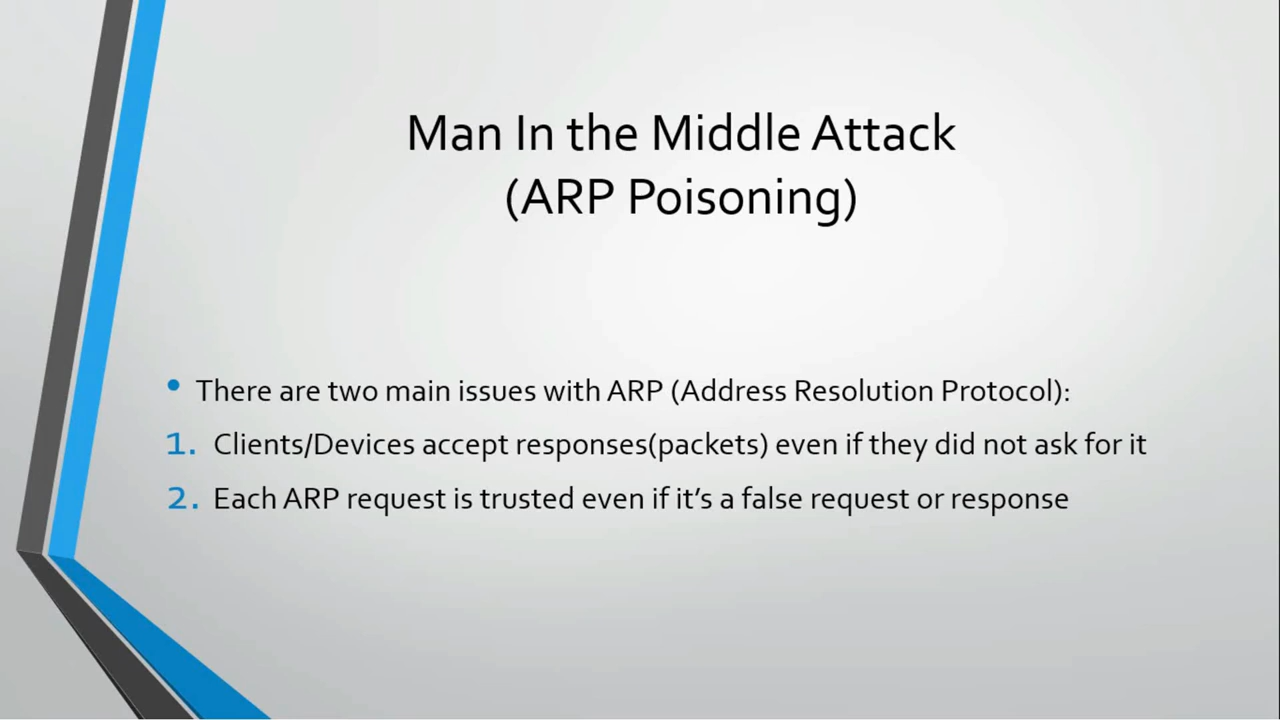 Man In the Middle Attack
(ARP Poisoning)
• There are two main issues with ARP (Address Resolution Protocol):
1. Clients/Devices accept responses(packets) even if they did not ask for it
2. Each ARP request is trusted even if it’s a false request or response